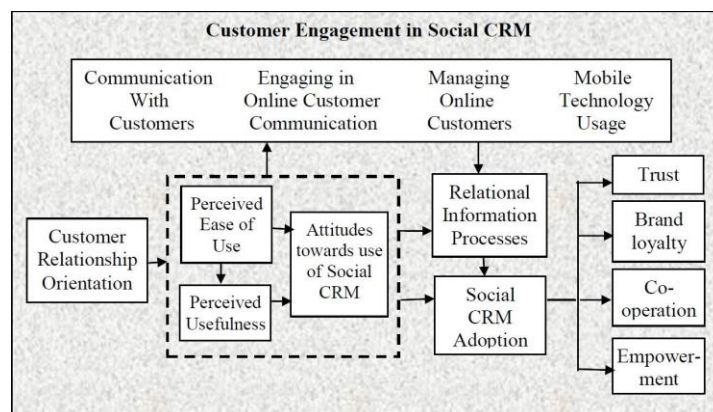 Customer Engagement in Social CRM
Communication
With
Customers
Engaging in
Online Customer
Communication
Managing
Online
Customers
Mobile
Technology
Usage
Customer
Relationship
Orientation
Perceived
Ease of
Use
Perceived
Usefulness
Attitudes
towards use
of Social
CRM
Relational
Information
Processes
Social
CRM
Adoption
Trust
Brand
loyalty
Co-
operation
Empower-
ment